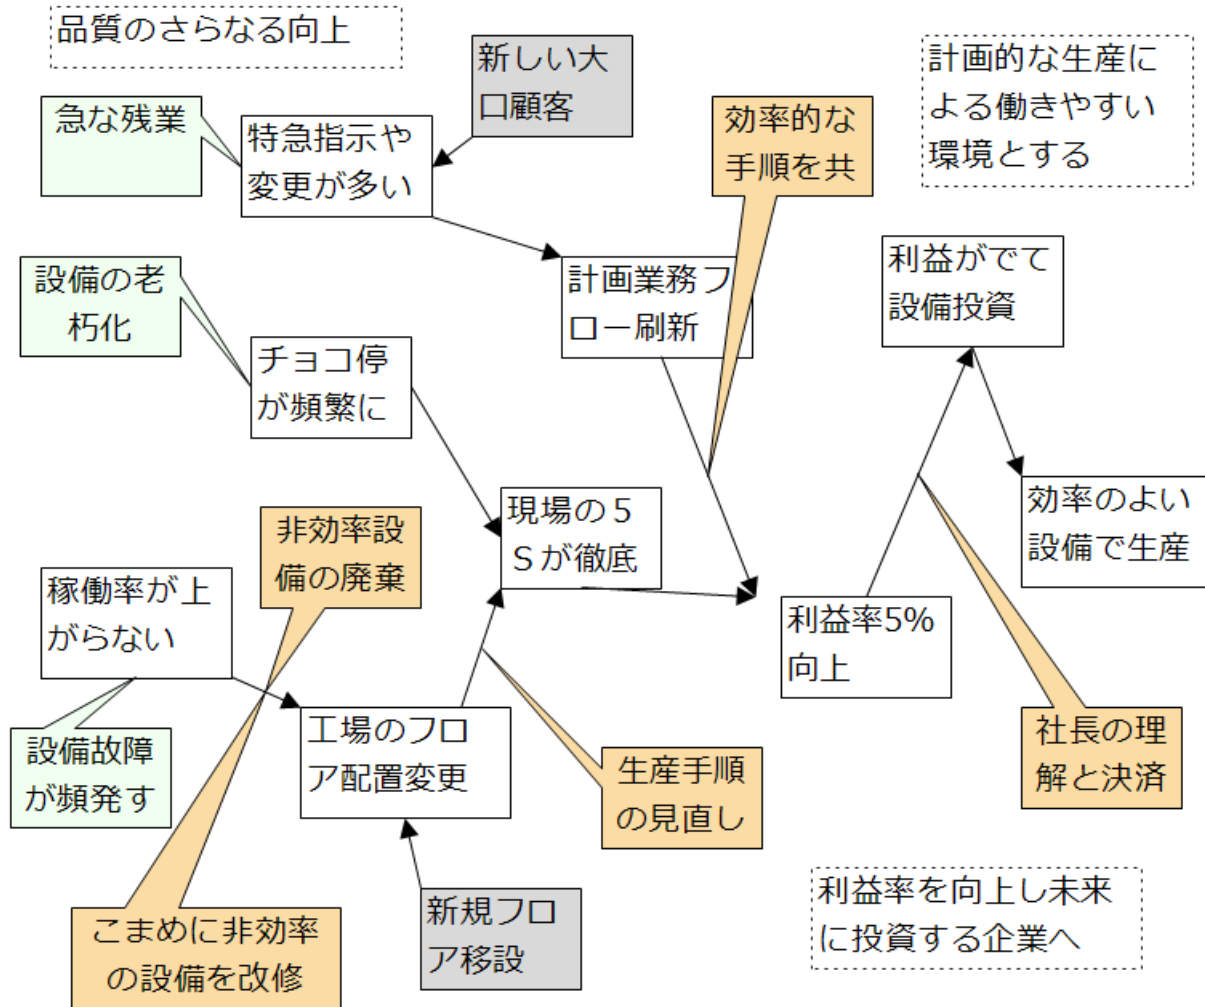 品質のさらなる向上
新しい大
口顧客
計画的な生産に
よる働きやすい
環境とする
急な残業
特急指示や
変更が多い
効率的な
手順を共
設備の老
朽化
計画業務フ
ロー刷新
利益がでて
設備投資
チョコ停
が頻繁に
現場の５
Ｓが徹底
効率のよい
設備で生産
非効率設
備の廃棄
稼働率が上
がらない
利益率5%
向上
設備故障
が頻発す
工場のフロ
ア配置変更
生産手順
の見直し
社長の理
解と決済
こまめに非効率
の設備を改修
新規フロ
ア移設
利益率を向上し未来
に投資する企業へ